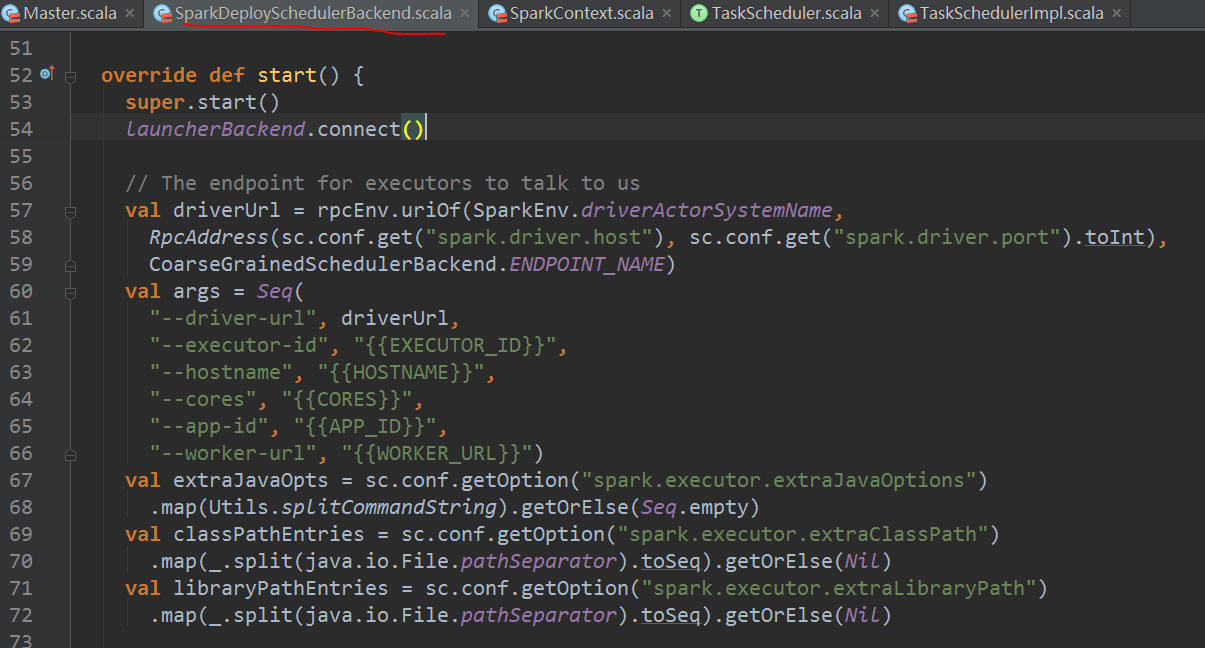 Master.scala × SparkDeploySchedulerBackend.scala × SparkContext.scala × T TaskScheduler.scala × TaskSchedulerImpl.scala ×
51
52 override def start() {
53 super.start()
54 launcherBackend.connect()
55
56 // The endpoint for executors to talk to us
57 val driverUrl = rpcEnv.uriOf(SparkEnv.driverActorSystemName,
58 RpcAddress(sc.conf.get("spark.driver.host"), sc.conf.get("spark.driver.port").toInt),
59 CoarseGrainedSchedulerBackend.ENDPOINT_NAME)
60 val args = Seq(
61 "--driver-url", driverUrl,
62 "--executor-id", "{{EXECUTOR_ID}}",
63 "--hostname", "{{HOSTNAME}}",
64 "--cores", "{{CORES}}",
65 "--app-id", "{{APP_ID}}",
66 "--worker-url", "{{WORKER_URL}}")
67 val extraJavaOpts = sc.conf.getOption("spark.executor.extraJavaOptions")
68 .map(Utils.splitCommandString).getOrElse(Seq.empty)
69 val classPathEntries = sc.conf.getOption("spark.executor.extraClassPath")
70 .map(_.split(java.io.File.pathSeparator).toSeq).getOrElse(Nil)
71 val libraryPathEntries = sc.conf.getOption("spark.executor.extraLibraryPath")
72 .map(_.split(java.io.File.pathSeparator).toSeq).getOrElse(Nil)
73